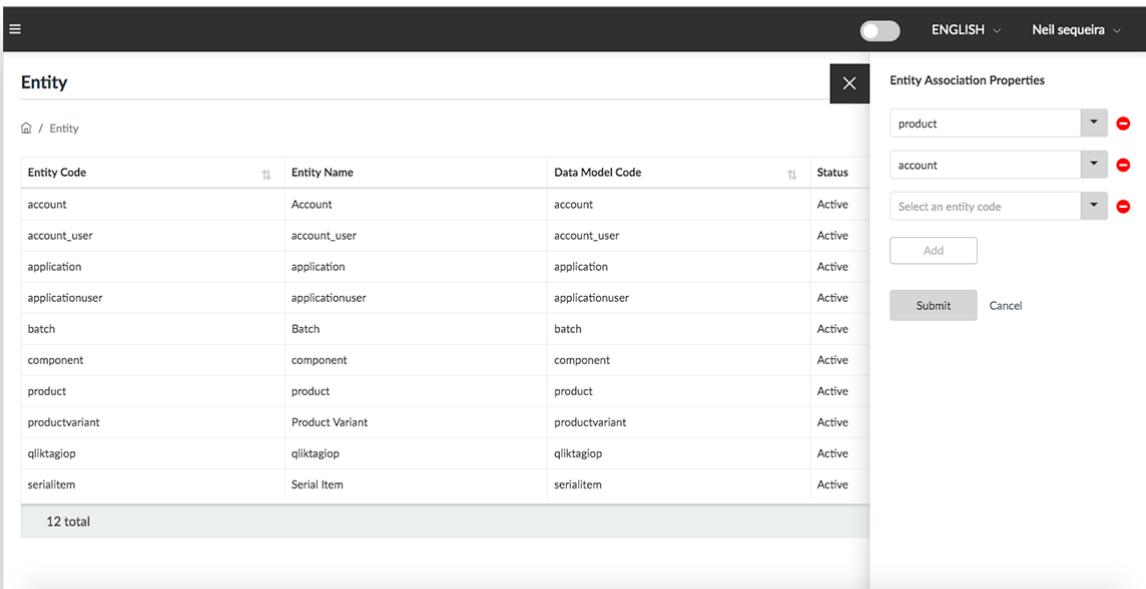 ENGLISH Neil sequeira
Entity
/ Entity
Entity Code Entity Name Data Model Code Status
account Account account Active
account_user account_user account_user Active
application application application Active
applicationuser applicationuser applicationuser Active
batch Batch batch Active
component component component Active
product product product Active
productvariant Product Variant productvariant Active
qliktagiop qliktagiop qliktagiop Active
serialitem Serial Item serialitem Active
12 total
Entity Association Properties
product
account
Select an entity code
Add
Submit Cancel